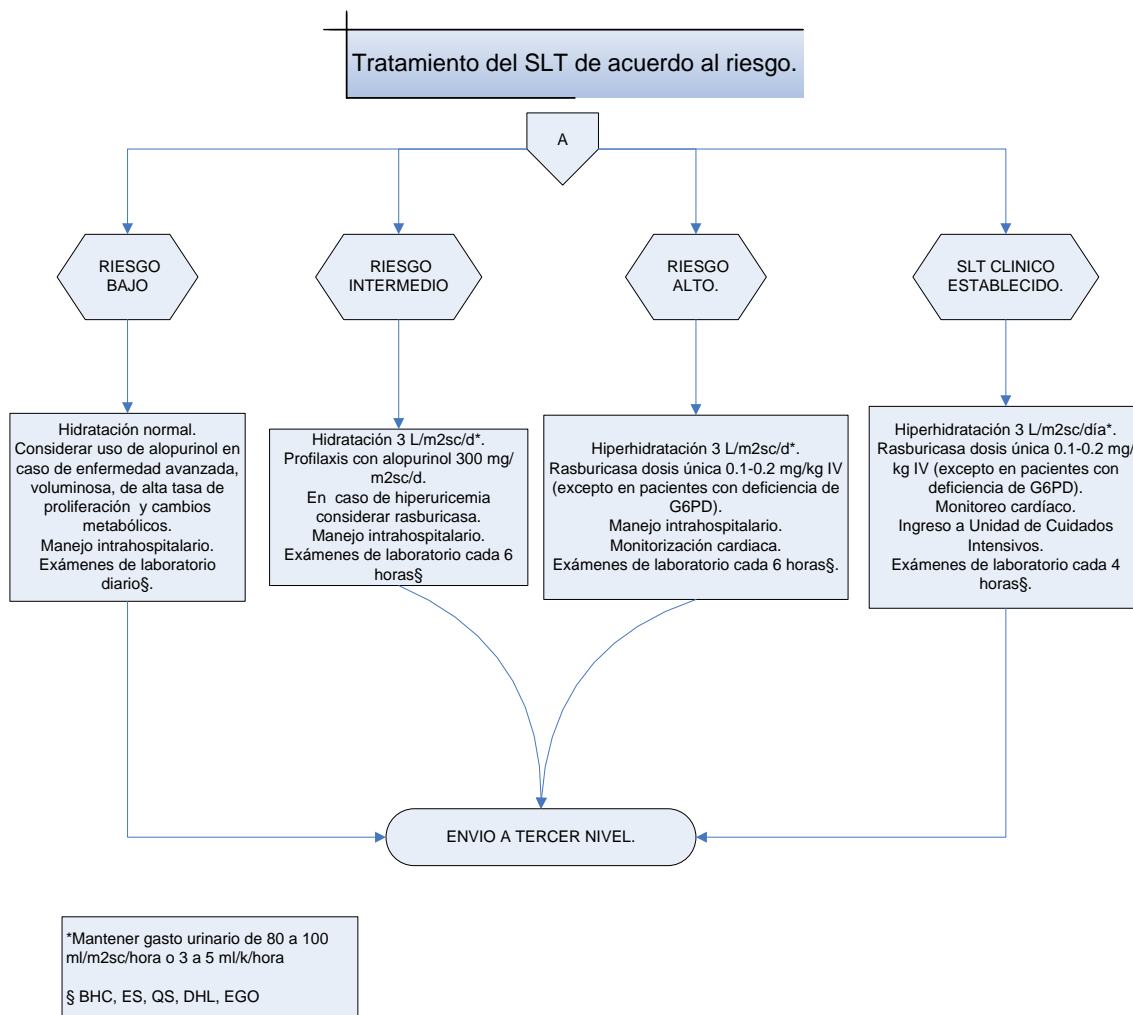 Tratamiento del SLT de acuerdo al riesgo.
A
RIESGO
BAJO
RIESGO
INTERMEDIO
RIESGO
ALTO.
SLT CLINICO
ESTABLECIDO.
Hidratación normal.
Considerar uso de alopurinol en
caso de enfermedad avanzada,
voluminosa, de alta tasa de
proliferación y cambios
metabólicos.
Manejo intrahospitalario.
Exámenes de laboratorio
diario§.
Hidratación 3 L/m2sc/d*.
Profilaxis con alopurinol 300 mg/
m2sc/d.
En caso de hiperuricemia
considerar rasburicasa.
Manejo intrahospitalario.
Exámenes de laboratorio cada 6
horas§
Hiperhidratación 3 L/m2sc/d*.
Rasburicasa dosis única 0.1-0.2 mg/kg IV
(excepto en pacientes con deficiencia de
G6PD).
Manejo intrahospitalario.
Monitorización cardiaca.
Exámenes de laboratorio cada 6 horas§.
Hiperhidratación 3 L/m2sc/día*.
Rasburicasa dosis única 0.1-0.2 mg/
kg IV (excepto en pacientes con
deficiencia de G6PD).
Monitoreo cardíaco.
Ingreso a Unidad de Cuidados
Intensivos.
Exámenes de laboratorio cada 4
horas§.
ENVIO A TERCER NIVEL.
*Mantener gasto urinario de 80 a 100
ml/m2sc/hora o 3 a 5 ml/k/hora
§ BHC, ES, QS, DHL, EGO